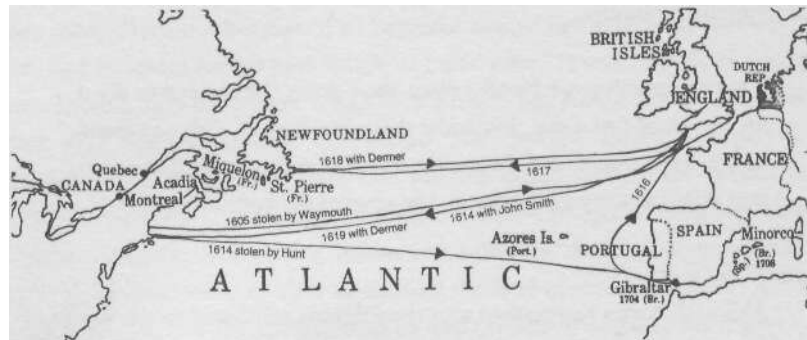 BRITISH
ISLES
DUTCH
REP.
ENGLAND
NEWFOUNDLAND
1618 with Dermer
1617
FRANCE
Quebec
CANADA
Montreal
Acadia
Miquelon
(Fr.)
St. Pierre
(Fr.)
1605 stolen by Waymouth
1619 with Dermer
1614 with John Smith
1616
1614 stolen by Hunt
Azores Is.
(Port.)
PORTUGAL
SPAIN
Minorca
(Sp.)
(Br.)
1708
Gibraltar
1704 (Br.)
ATLANTIC